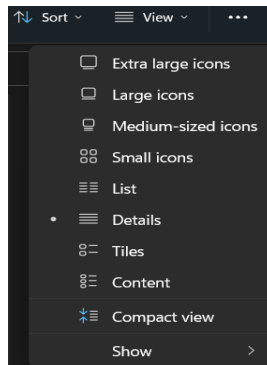 Sort View
Extra large icons
Large icons
Medium-sized icons
Small icons
List
Details
Tiles
Content
Compact view
Show